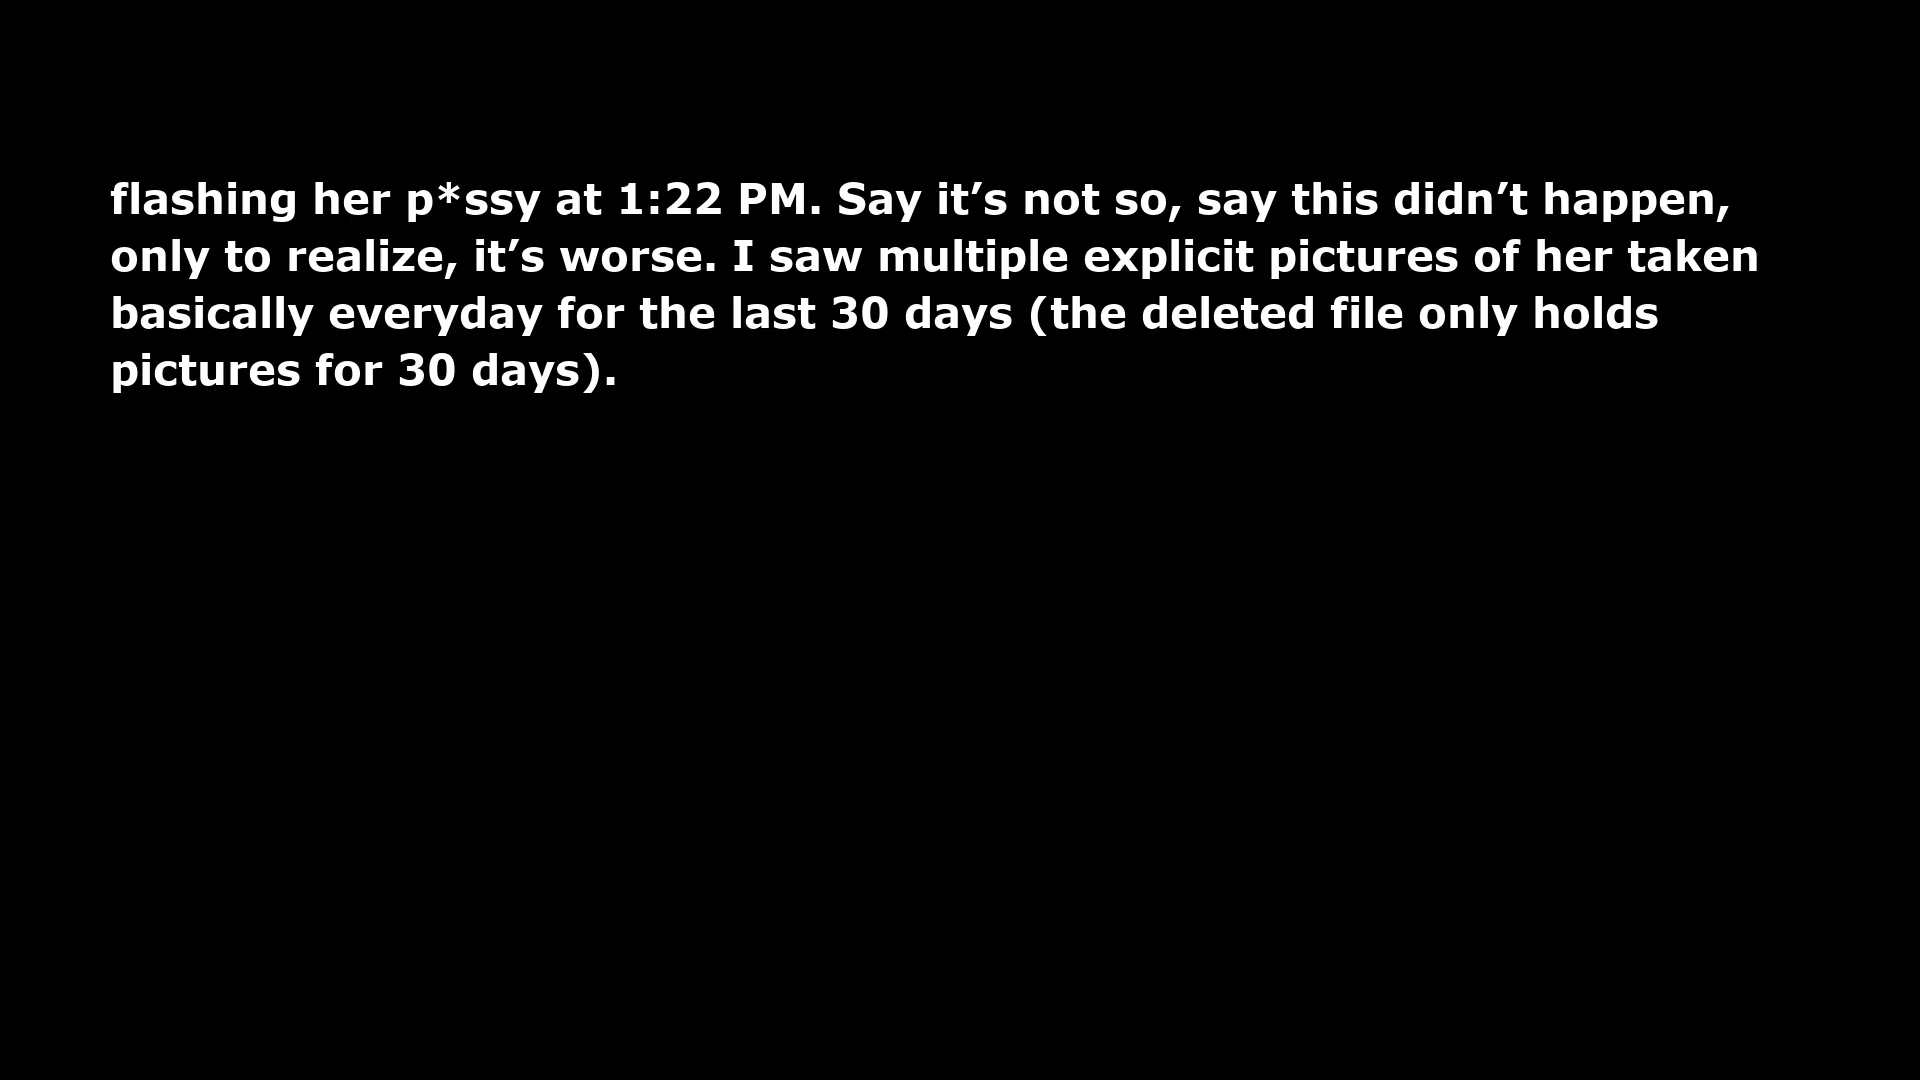 flashing her p*ssy at 1:22 PM. Say it’s not so, say this didn’t happen,
only to realize, it’s worse. I saw multiple explicit pictures of her taken
basically everyday for the last 30 days (the deleted file only holds
pictures for 30 days).